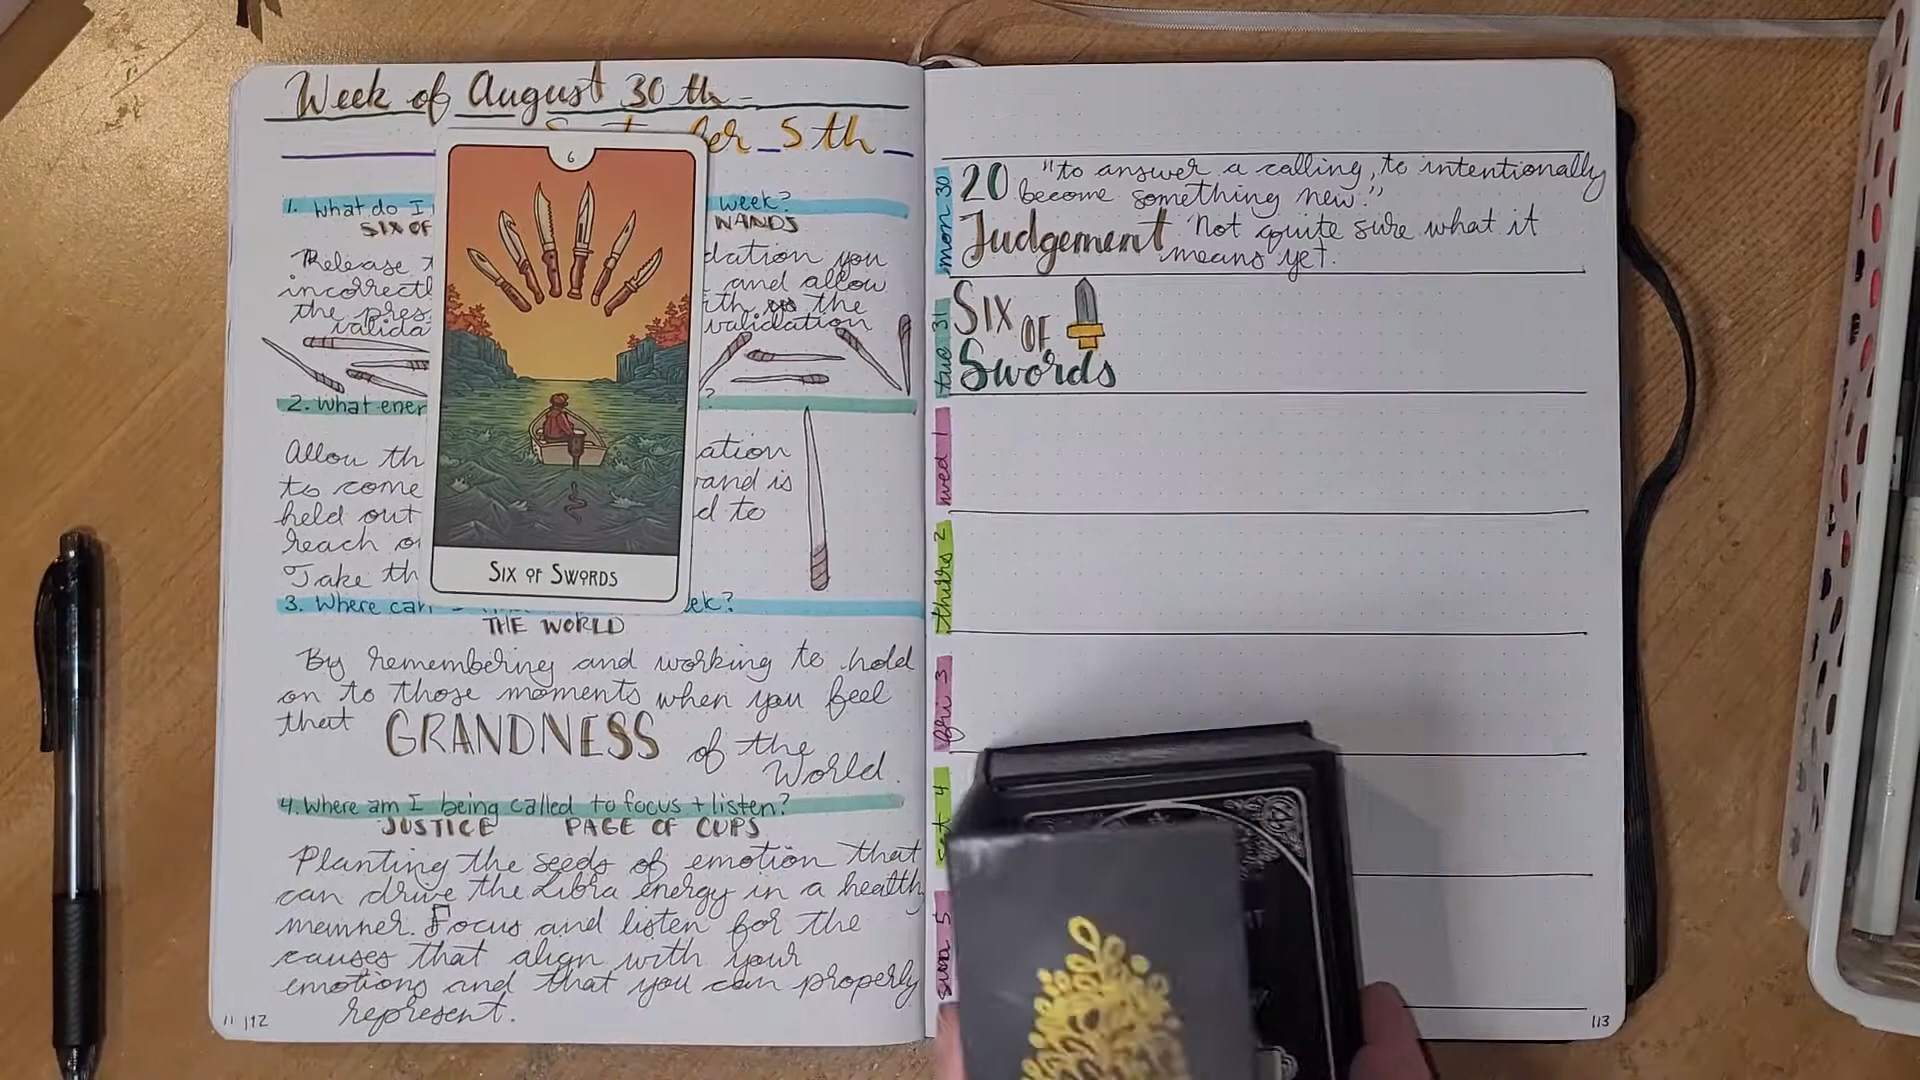 Week of August 30th-
ber 5th
1. What do I week?
SIX OF WANDS
Release dation you
incorrectl and allow
the pres ith the
valida validation
2. What ener ?
Allow th ation
to come and is
held out d to
reach o
Take th
3. Where can ek?
THE WORLD
By remembering and working to hold
on to those moments when you feel
that GRANDNESS of the
World.
4. Where am I being called to focus + listen?
JUSTICE PAGE OF CUPS
Planting the seeds of emotion that
can drive the Libra energy in a healthy
manner. Focus and listen for the
causes that align with your
emotions and that you can properly
represent.
112
6
SIX OF SWORDS
mon 30
20 "to answer a calling, to intentionally
become something new."
Judgement Not quite sure what it
means yet.
tue 31
SIX OF
Swords
wed 1
thurs 2
fri 3
sat 4
sun 5
113